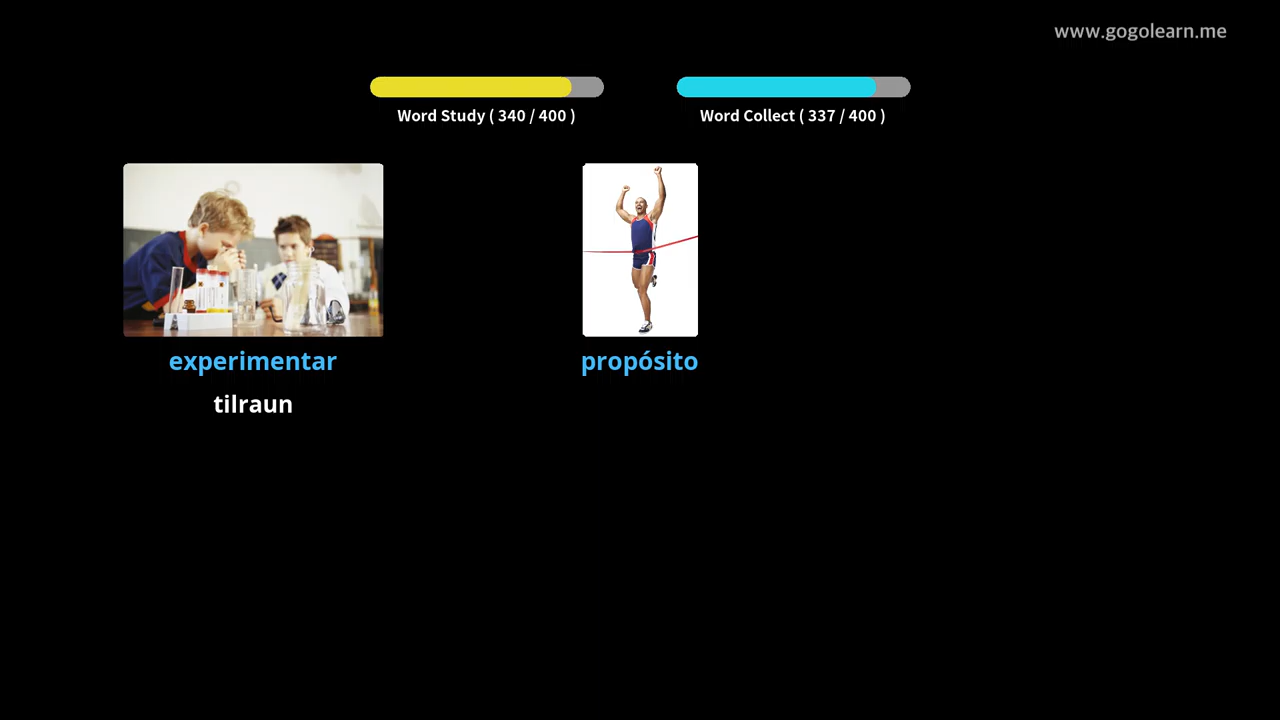 www.gogolearn.me
Word Study ( 340 / 400 )
Word Collect ( 337 / 400 )
experimentar
propósito
tilraun